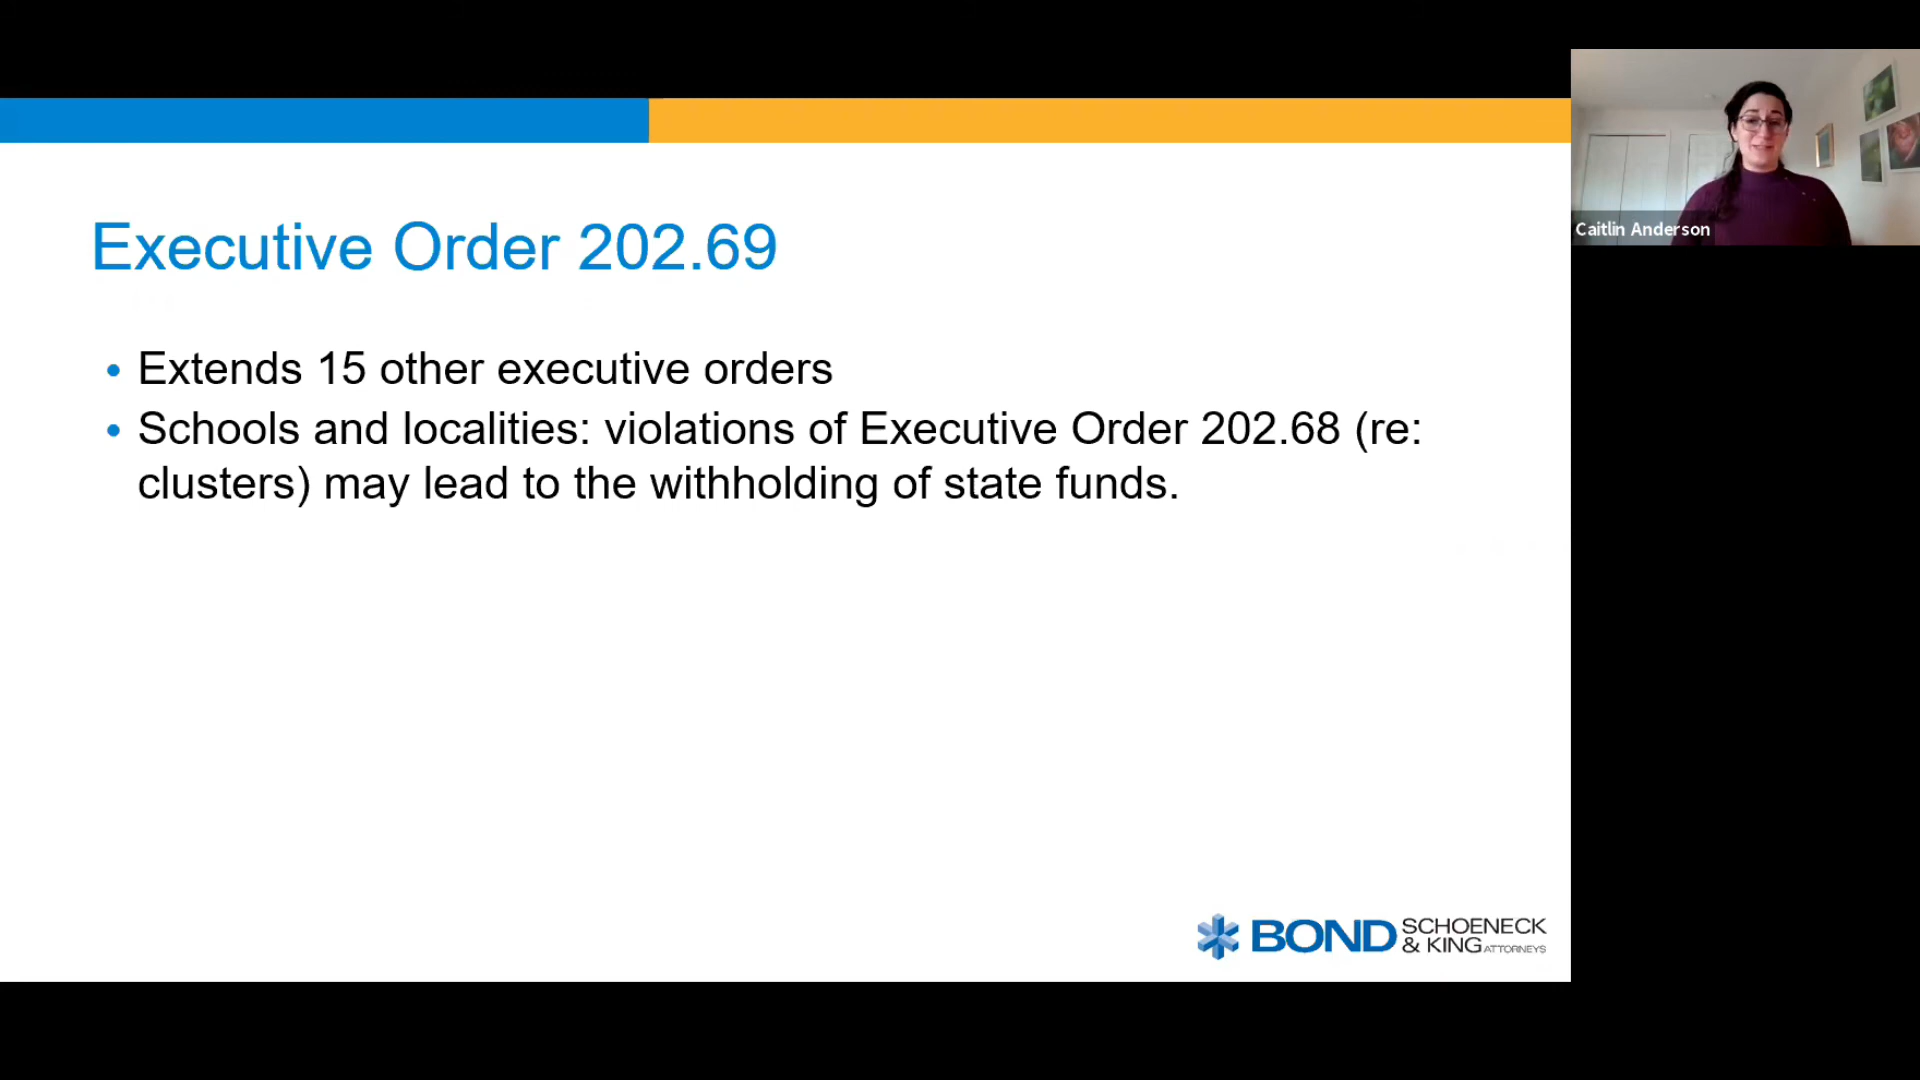 Executive Order 202.69
• Extends 15 other executive orders
• Schools and localities: violations of Executive Order 202.68 (re:
clusters) may lead to the withholding of state funds.
Caitlin Anderson
BOND SCHOENECK
& KING ATTORNEYS